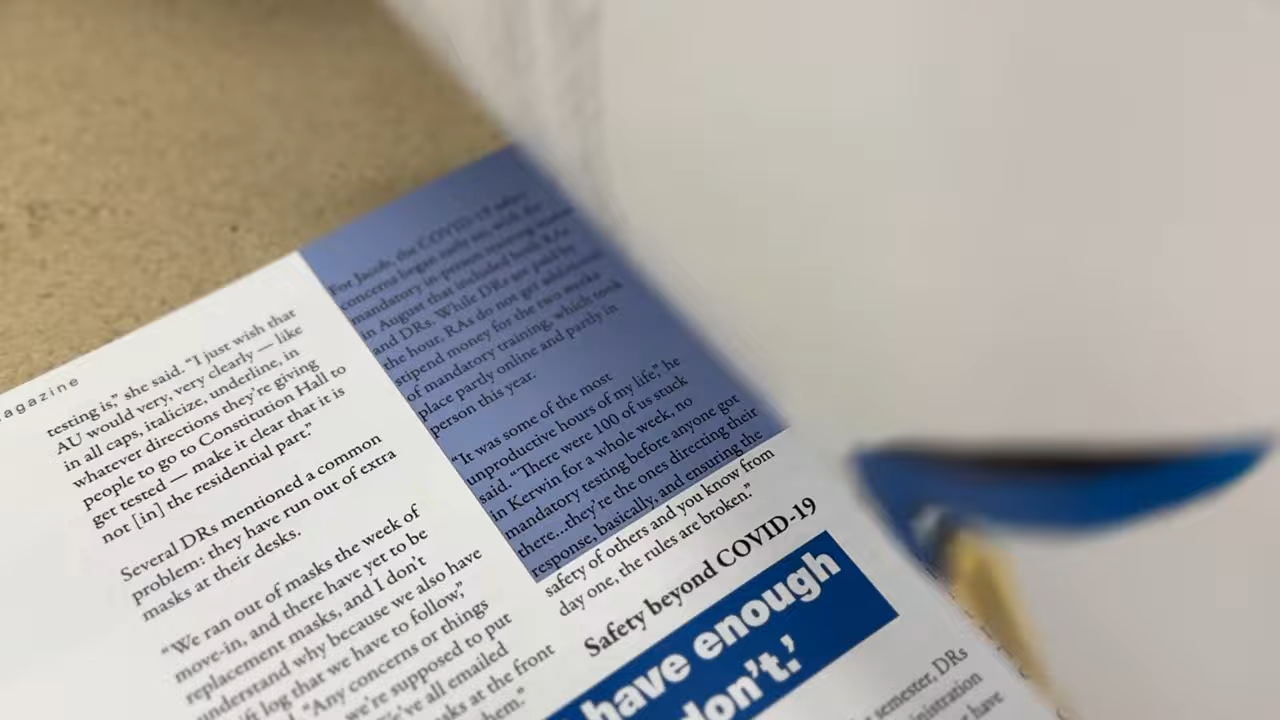 agazine
testing is,” she said. “I just wish that
AU would very, very clearly — like
in all caps, italicize, underline, in
whatever directions they’re giving
people to go to Constitution Hall to
get tested — make it clear that it is
not [in] the residential part.”
Several DRs mentioned a common
problem: they have run out of extra
masks at their desks.
“We ran out of masks the week of
move-in, and there have yet to be
replacement masks, and I don’t
understand why because we also have
log that we have to follow,”
“Any concerns or things
we’re supposed to put
We’ve all emailed
at the front
For Jacob, the COVID-19 safety
concerns began early on, with the
mandatory in-person training
in August that included both RAs
and DRs. While DRs are paid by
the hour, RAs do not get additional
stipend money for the two weeks
of mandatory training, which took
place partly online and partly in
person this year.
“It was some of the most
unproductive hours of my life,” he
said. “There were 100 of us stuck
in Kerwin for a whole week, no
mandatory testing before anyone got
there...they’re the ones directing their
response, basically, and ensuring the
safety of others and you know from
day one, the rules are broken.”
Safety beyond COVID-19
have enough
don’t.’
semester, DRs
have